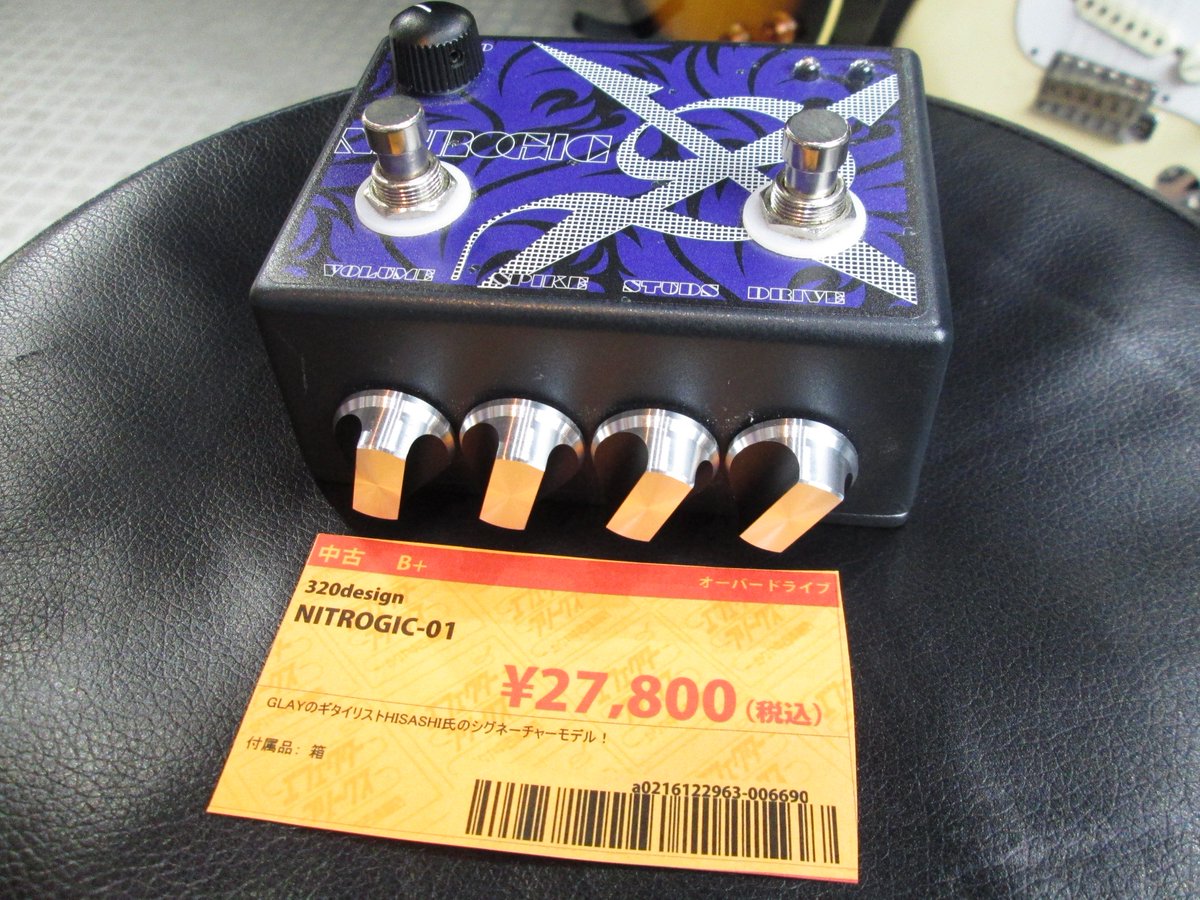 VOLUME
SPIKE
STUDS
DRIVE
中古 B+
オーバードライブ
320design
NITROGIC-01
¥27,800(税込)
GLAYのギタイリストHISASHI氏のシグネーチャーモデル!
付属品: 箱
a0216122963-006690